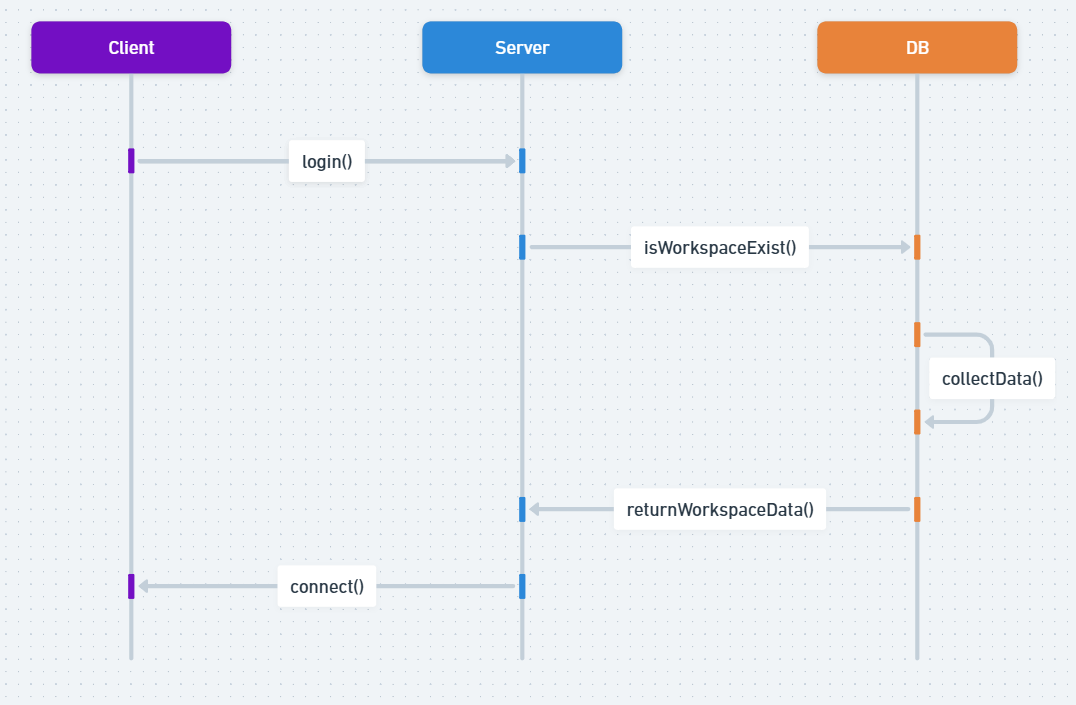 Client
Server
DB
login()
isWorkspaceExist()
collectData()
returnWorkspaceData()
connect()